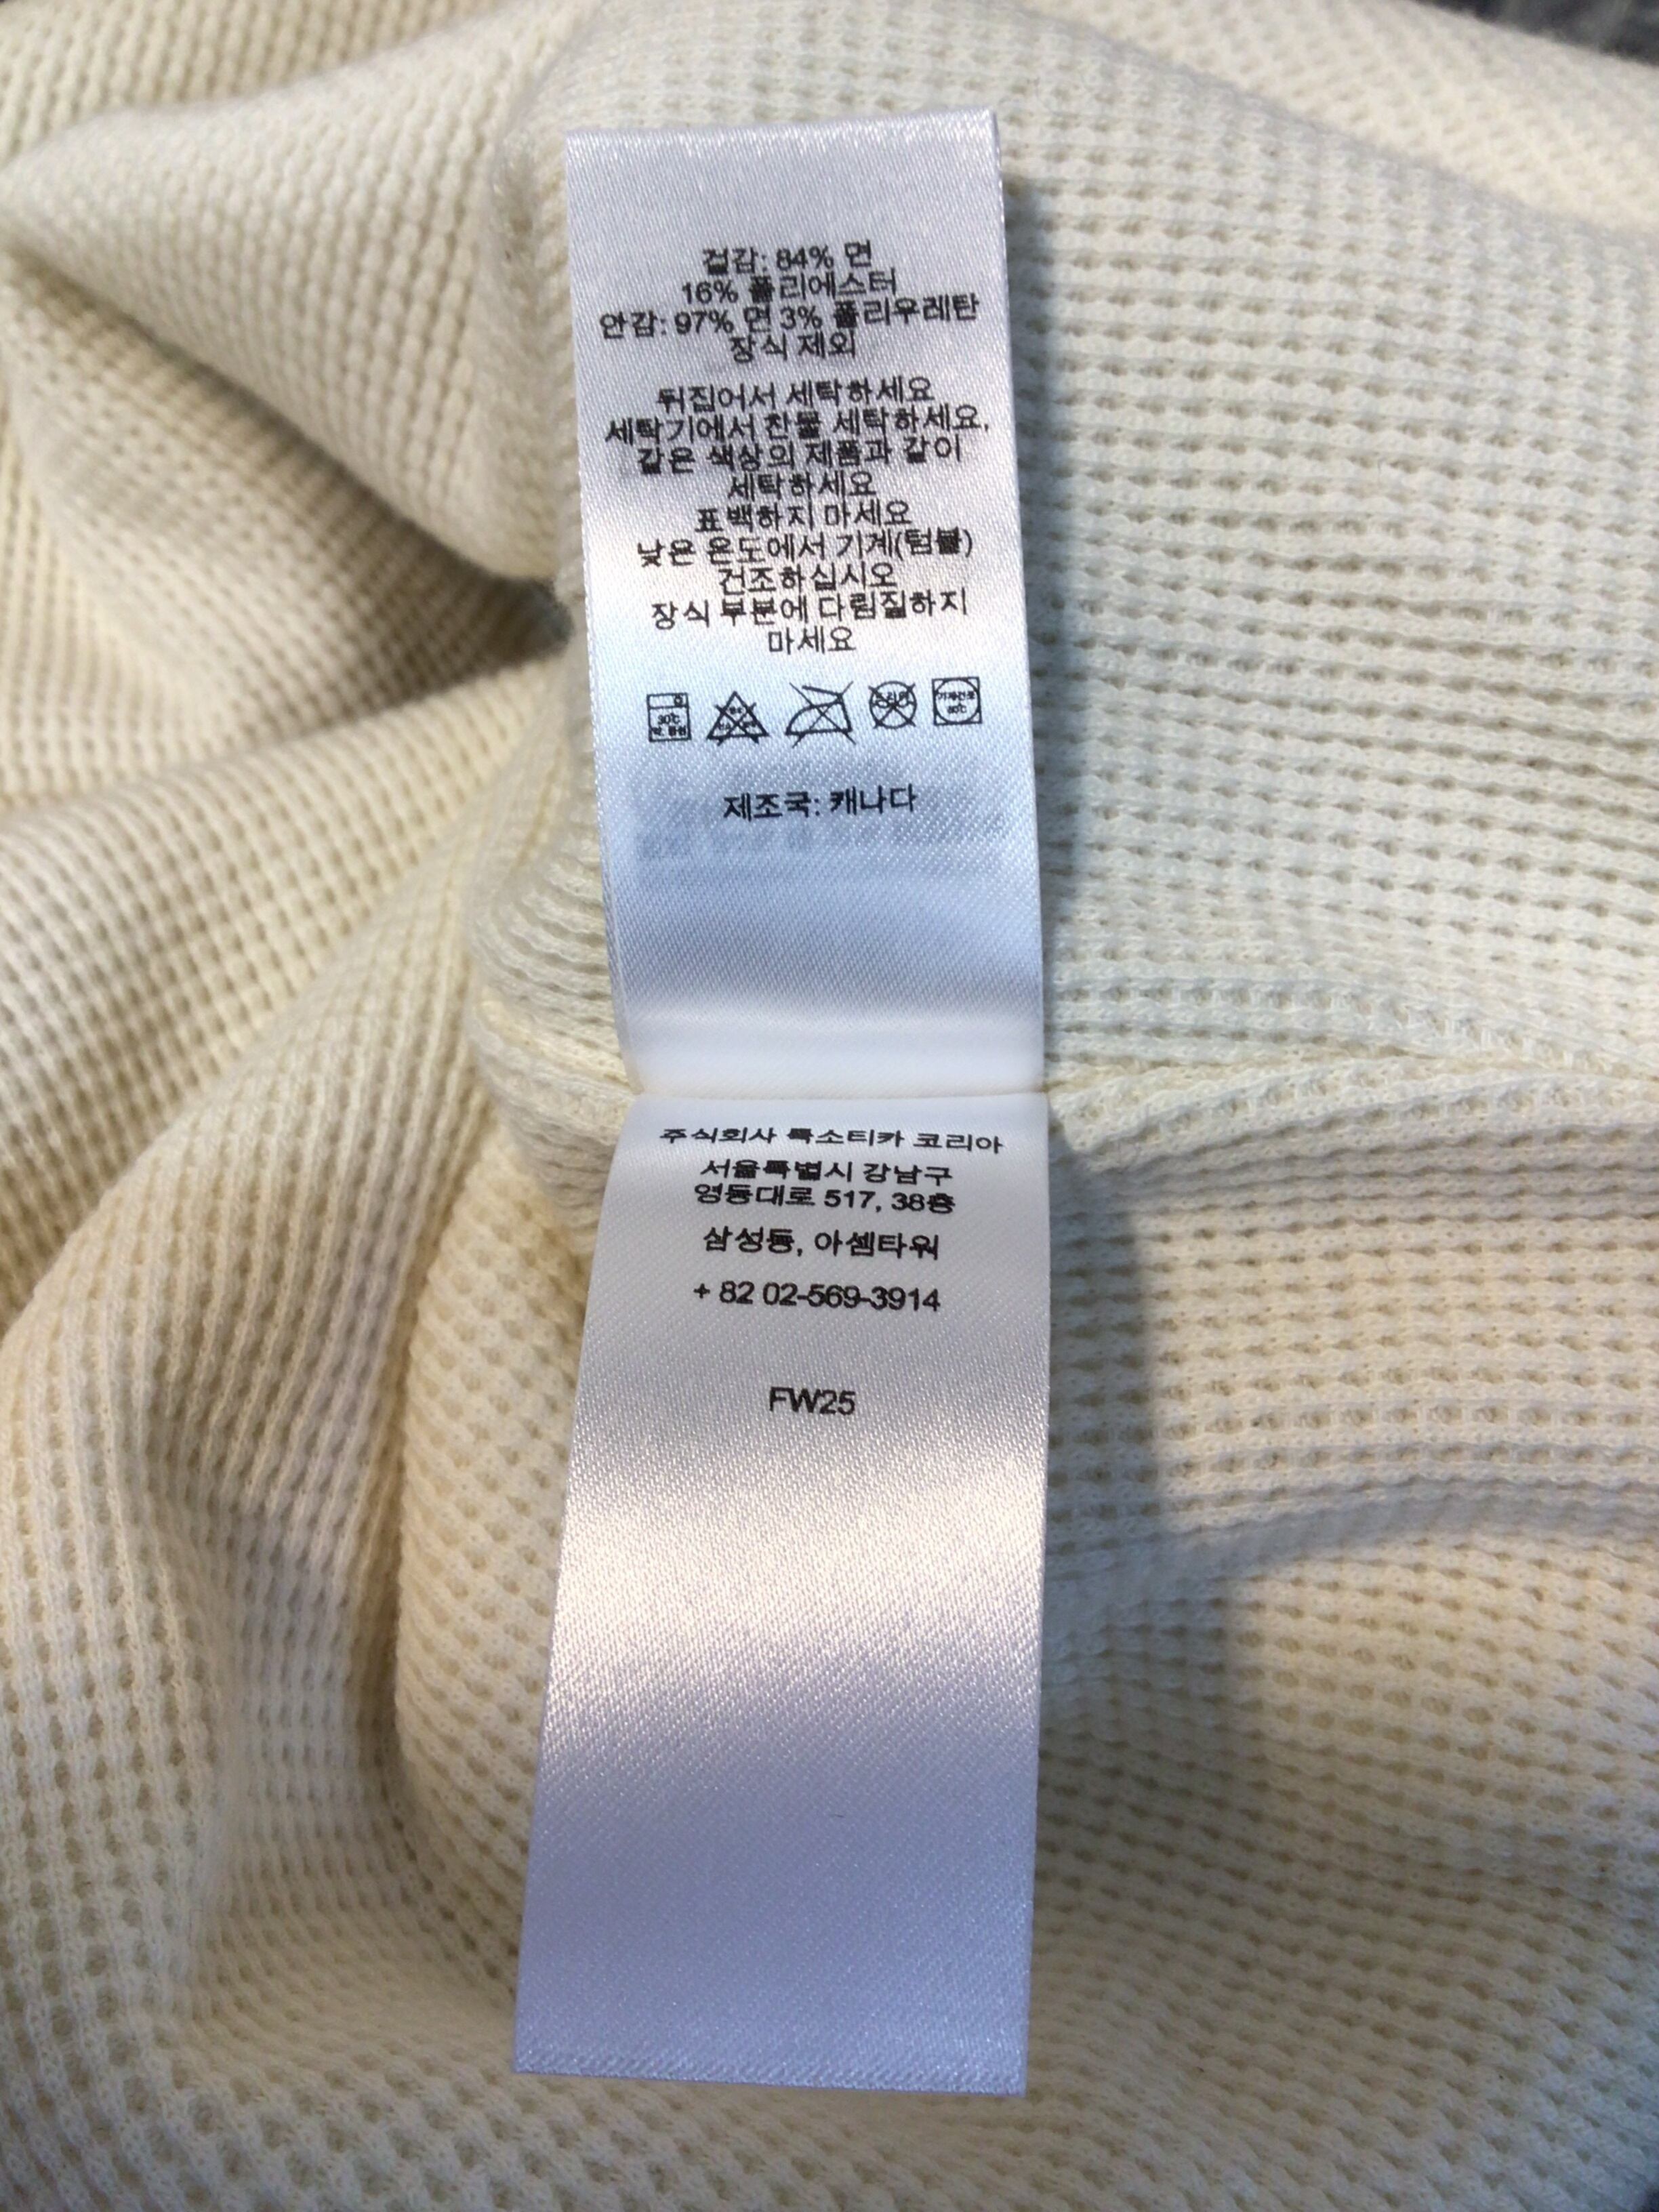 겉감: 84% 면
16% 폴리에스터
안감: 97% 면 3% 폴리우레탄
장식 제외
뒤집어서 세탁하세요
세탁기에서 찬물 세탁하세요,
같은 색상의 제품과 같이
세탁하세요
표백하지 마세요
낮은 온도에서 기계(텀블)
건조하십시오
장식 부분에 다림질하지
마세요
30℃
60℃
제조국: 캐나다
주식회사 룩소티카 코리아
서울특별시 강남구
영동대로 517, 38층
삼성동, 아셈타워
+ 82 02-569-3914
FW25